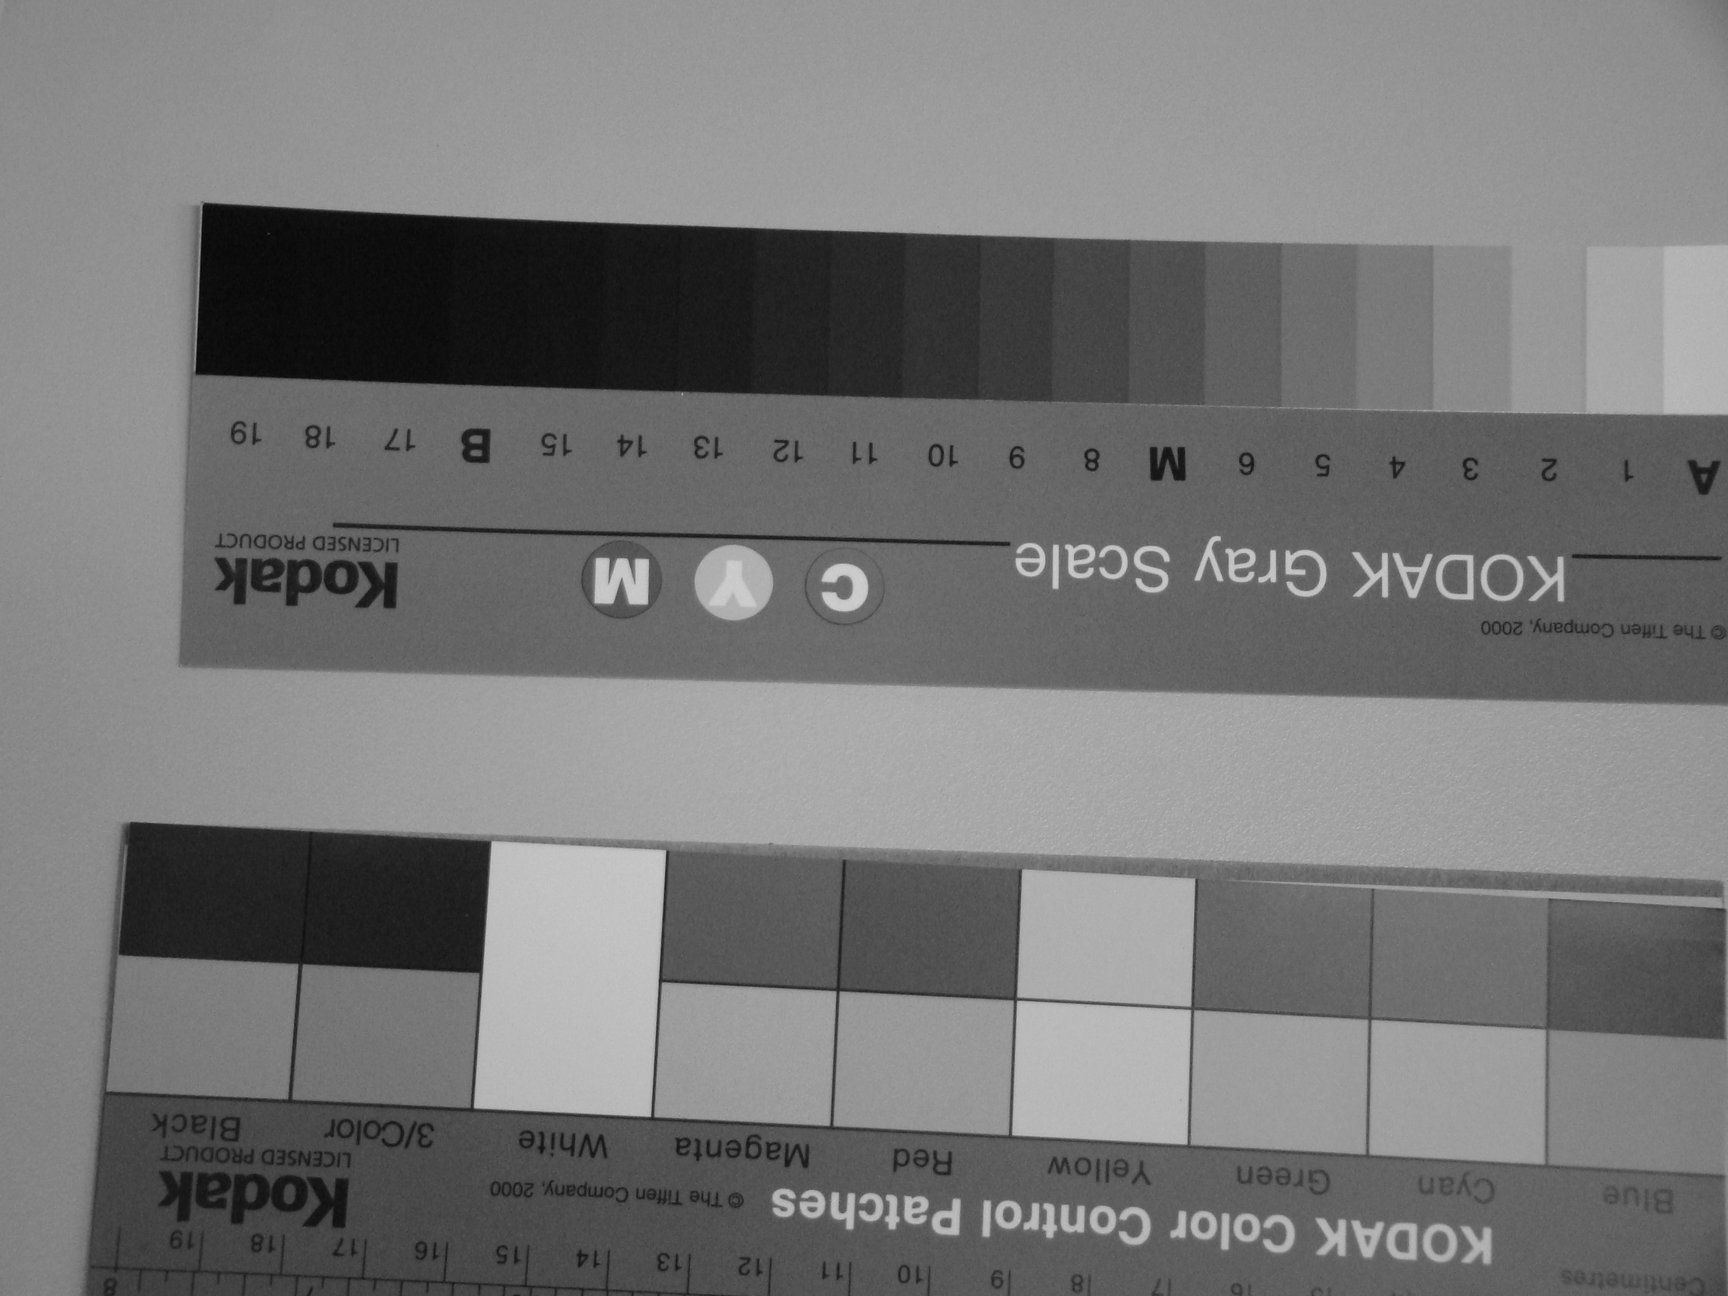 © The Tiffen Company, 2000
KODAK Gray Scale
C Y M
Kodak
LICENSED PRODUCT
A 1 2 3 4 5 6 M 8 9 10 11 12 13 14 15 B 17 18 19
Centimetres
8
8 9 10 11 12 13 14 15 16 17 18 19
KODAK Color Control Patches
© The Tiffen Company, 2000
Kodak
LICENSED PRODUCT
Blue Cyan Green Yellow Red Magenta White 3/Color Black